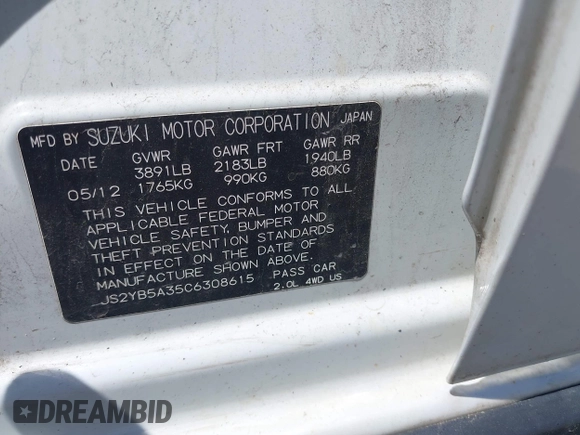 MFD BY SUZUKI MOTOR CORPORATION JAPAN
DATE GVWR GAWR FRT GAWR RR
3891LB 2183LB 1940LB
05/12 1765KG 990KG 880KG
THIS VEHICLE CONFORMS TO ALL
APPLICABLE FEDERAL MOTOR
VEHICLE SAFETY, BUMPER AND
THEFT PREVENTION STANDARDS
IN EFFECT ON THE DATE OF
MANUFACTURE SHOWN ABOVE.
JS2YB5A35C6308615 PASS CAR
2.0L 4WD US
DREAMBID